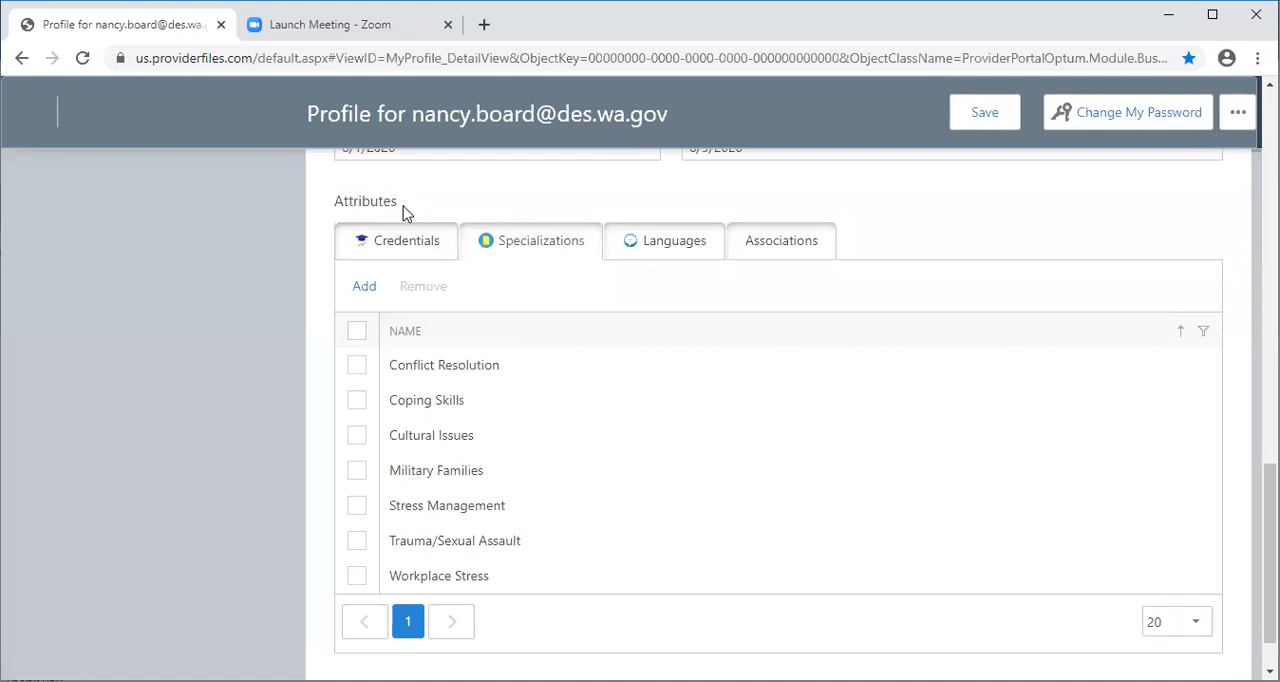 Profile for nancy.board@des.wa.
Launch Meeting - Zoom
us.providerfiles.com/default.aspx#ViewID=MyProfile_DetailView&ObjectKey=00000000-0000-0000-0000-000000000000&ObjectClassName=ProviderPortalOptum.Module.Bus...
Profile for nancy.board@des.wa.gov
Save
Change My Password
Attributes
Credentials
Specializations
Languages
Associations
Add
Remove
NAME
Conflict Resolution
Coping Skills
Cultural Issues
Military Families
Stress Management
Trauma/Sexual Assault
Workplace Stress
1
20